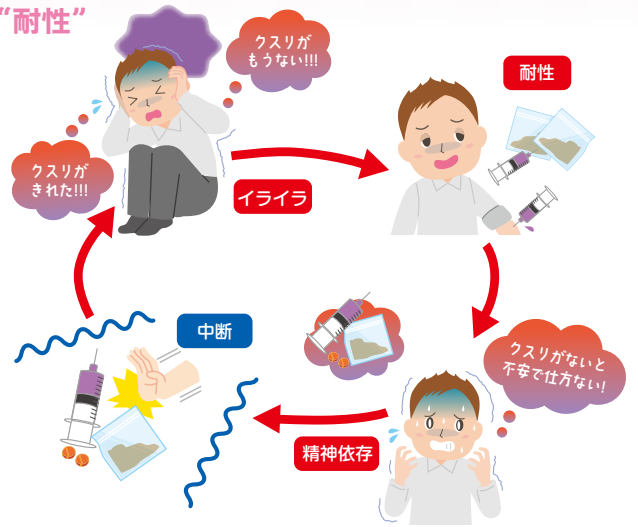 “耐性”
クスリが
もうない!!!
耐性
クスリが
きれた!!!
イライラ
中断
クスリがないと
不安で仕方ない!
精神依存